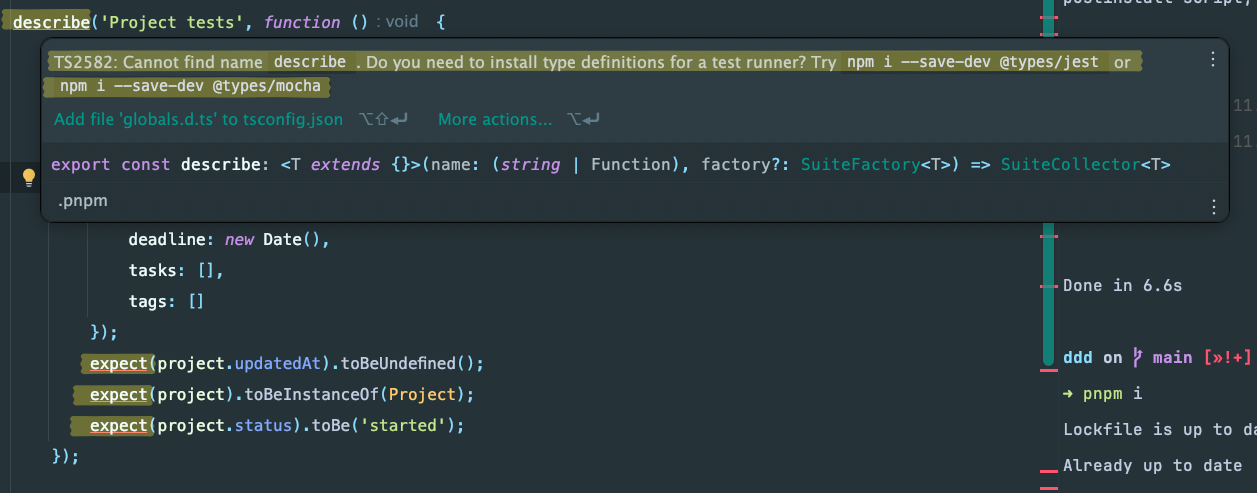 postinstall script,
describe('Project tests', function () : void {
TS2582: Cannot find name describe . Do you need to install type definitions for a test runner? Try npm i --save-dev @types/jest or
npm i --save-dev @types/mocha
Add file 'globals.d.ts' to tsconfig.json ⌥⇧↩ More actions... ⌥↩
11
11
export const describe: <T extends {}>(name: (string | Function), factory?: SuiteFactory<T>) => SuiteCollector<T>
.pnpm
deadline: new Date(),
tasks: [],
tags: []
});
expect(project.updatedAt).toBeUndefined();
expect(project).toBeInstanceOf(Project);
expect(project.status).toBe('started');
});
Done in 6.6s
ddd on main [»!+]
➜ pnpm i
Lockfile is up to da
Already up to date